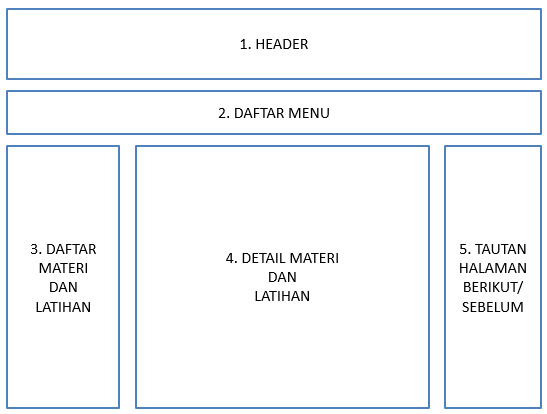 1. HEADER
2. DAFTAR MENU
3. DAFTAR
MATERI
DAN
LATIHAN
4. DETAIL MATERI
DAN
LATIHAN
5. TAUTAN
HALAMAN
BERIKUT/
SEBELUM